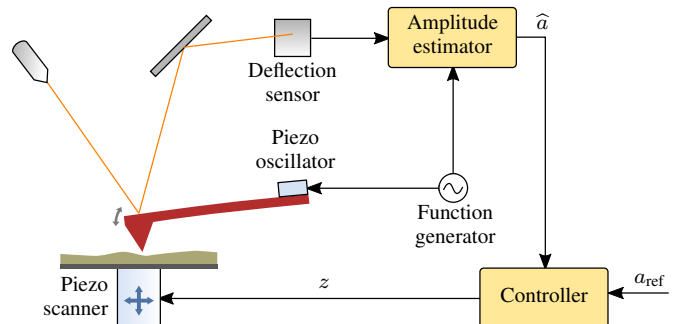 Amplitude
estimator
â
Deflection
sensor
Piezo
oscillator
Function
generator
Piezo
scanner
z
Controller
a_ref